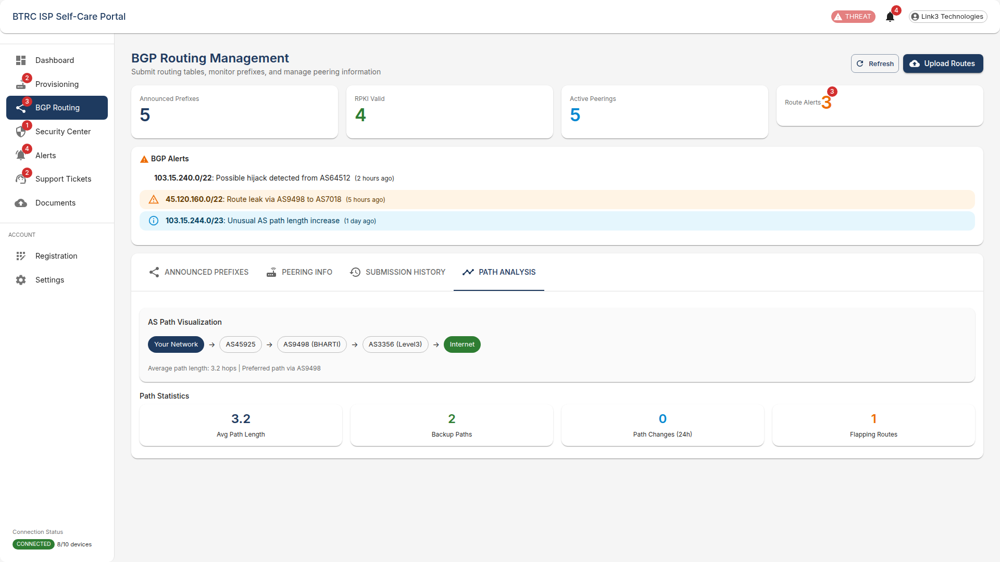 BTRC ISP Self-Care Portal
THREAT
4
Link3 Technologies
Dashboard
2
Provisioning
3
BGP Routing
1
Security Center
4
Alerts
2
Support Tickets
Documents
ACCOUNT
Registration
Settings
Connection Status
CONNECTED 8/10 devices
BGP Routing Management
Submit routing tables, monitor prefixes, and manage peering information
Refresh
Upload Routes
Announced Prefixes
5
RPKI Valid
4
Active Peerings
5
Route Alerts 3
3
BGP Alerts
103.15.240.0/22: Possible hijack detected from AS64512 (2 hours ago)
45.120.160.0/22: Route leak via AS9498 to AS7018 (5 hours ago)
103.15.244.0/23: Unusual AS path length increase (1 day ago)
ANNOUNCED PREFIXES
PEERING INFO
SUBMISSION HISTORY
PATH ANALYSIS
AS Path Visualization
Your Network → AS45925 → AS9498 (BHARTI) → AS3356 (Level3) → Internet
Average path length: 3.2 hops | Preferred path via AS9498
Path Statistics
3.2
Avg Path Length
2
Backup Paths
0
Path Changes (24h)
1
Flapping Routes